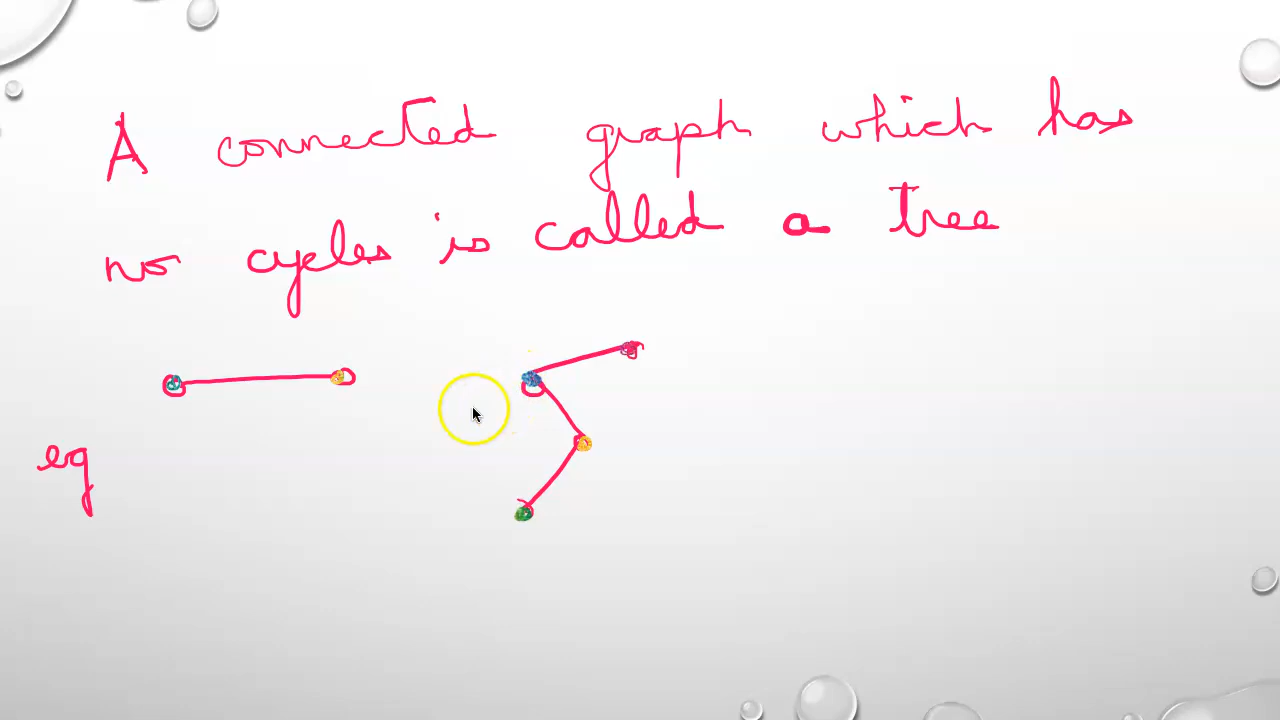 A connected graph which has
no cycles is called a tree
eg